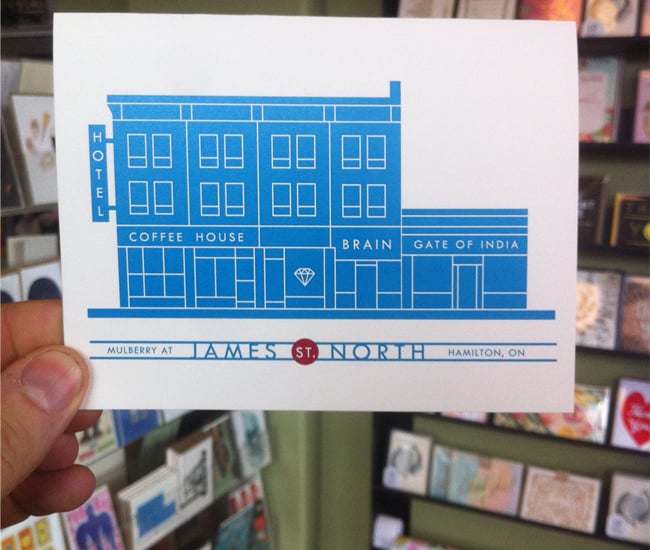 HOTEL
COFFEE HOUSE
BRAIN
GATE OF INDIA
MULBERRY AT JAMES ST. NORTH HAMILTON, ON